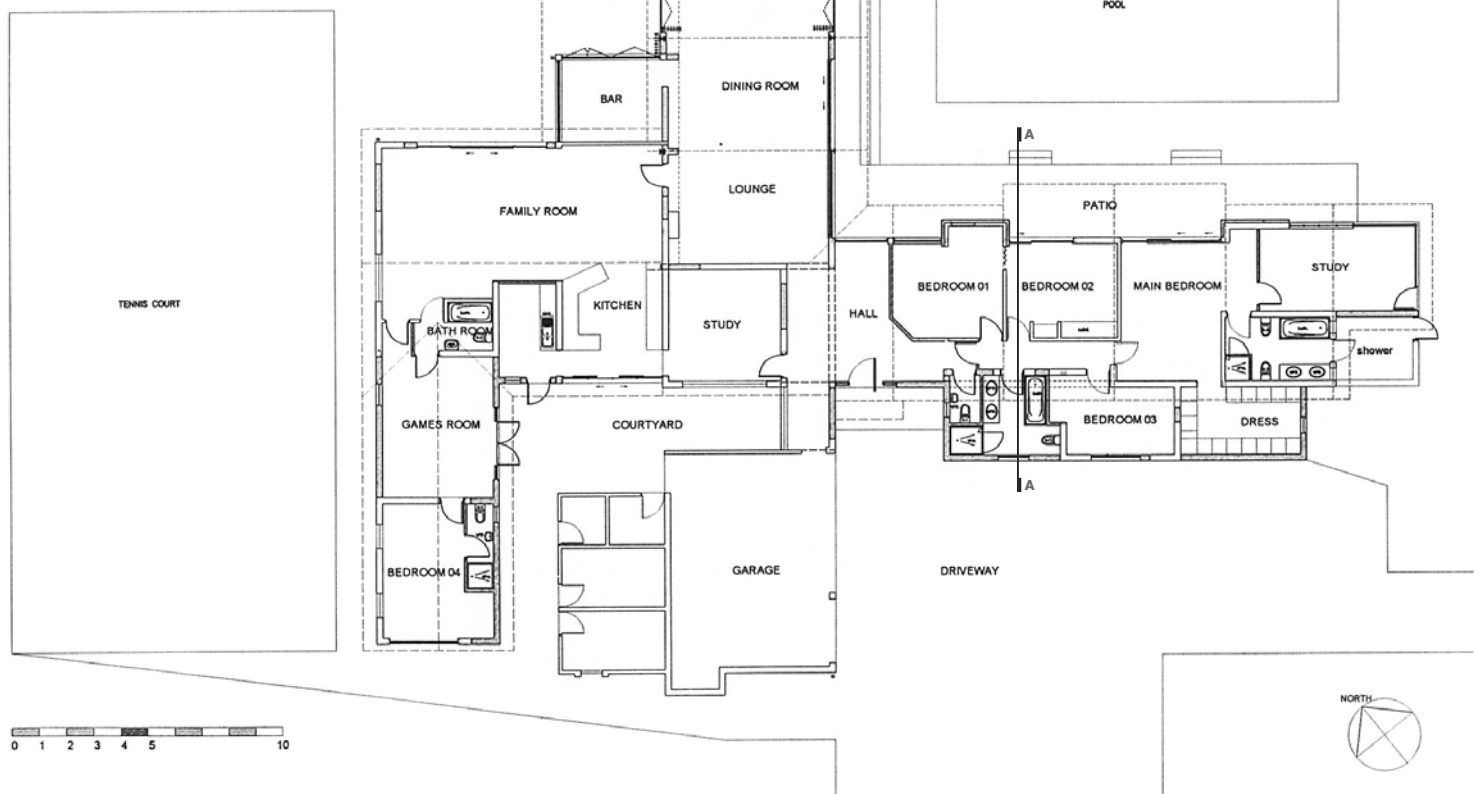 POOL
DINING ROOM
BAR
A
LOUNGE
FAMILY ROOM
PATIO
STUDY
BEDROOM 01
BEDROOM 02
MAIN BEDROOM
TENNIS COURT
KITCHEN
HALL
STUDY
BATH ROOM
shower
GAMES ROOM
COURTYARD
BEDROOM 03
DRESS
A
BEDROOM 04
GARAGE
DRIVEWAY
NORTH
0 1 2 3 4 5 10